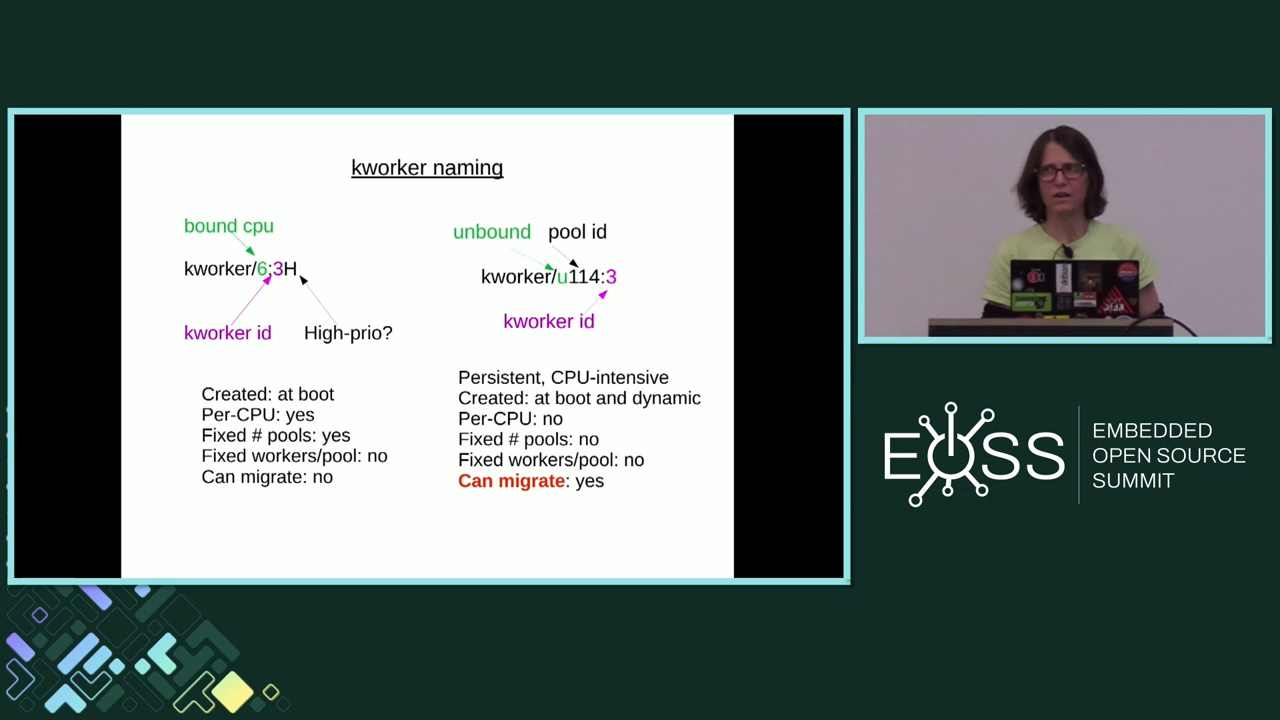 kworker naming
bound cpu
kworker/6:3H
kworker id
High-prio?
Created: at boot
Per-CPU: yes
Fixed # pools: yes
Fixed workers/pool: no
Can migrate: no
unbound
pool id
kworker/u114:3
kworker id
Persistent, CPU-intensive
Created: at boot and dynamic
Per-CPU: no
Fixed # pools: no
Fixed workers/pool: no
Can migrate: yes
debian
EOSS
EMBEDDED
OPEN SOURCE
SUMMIT